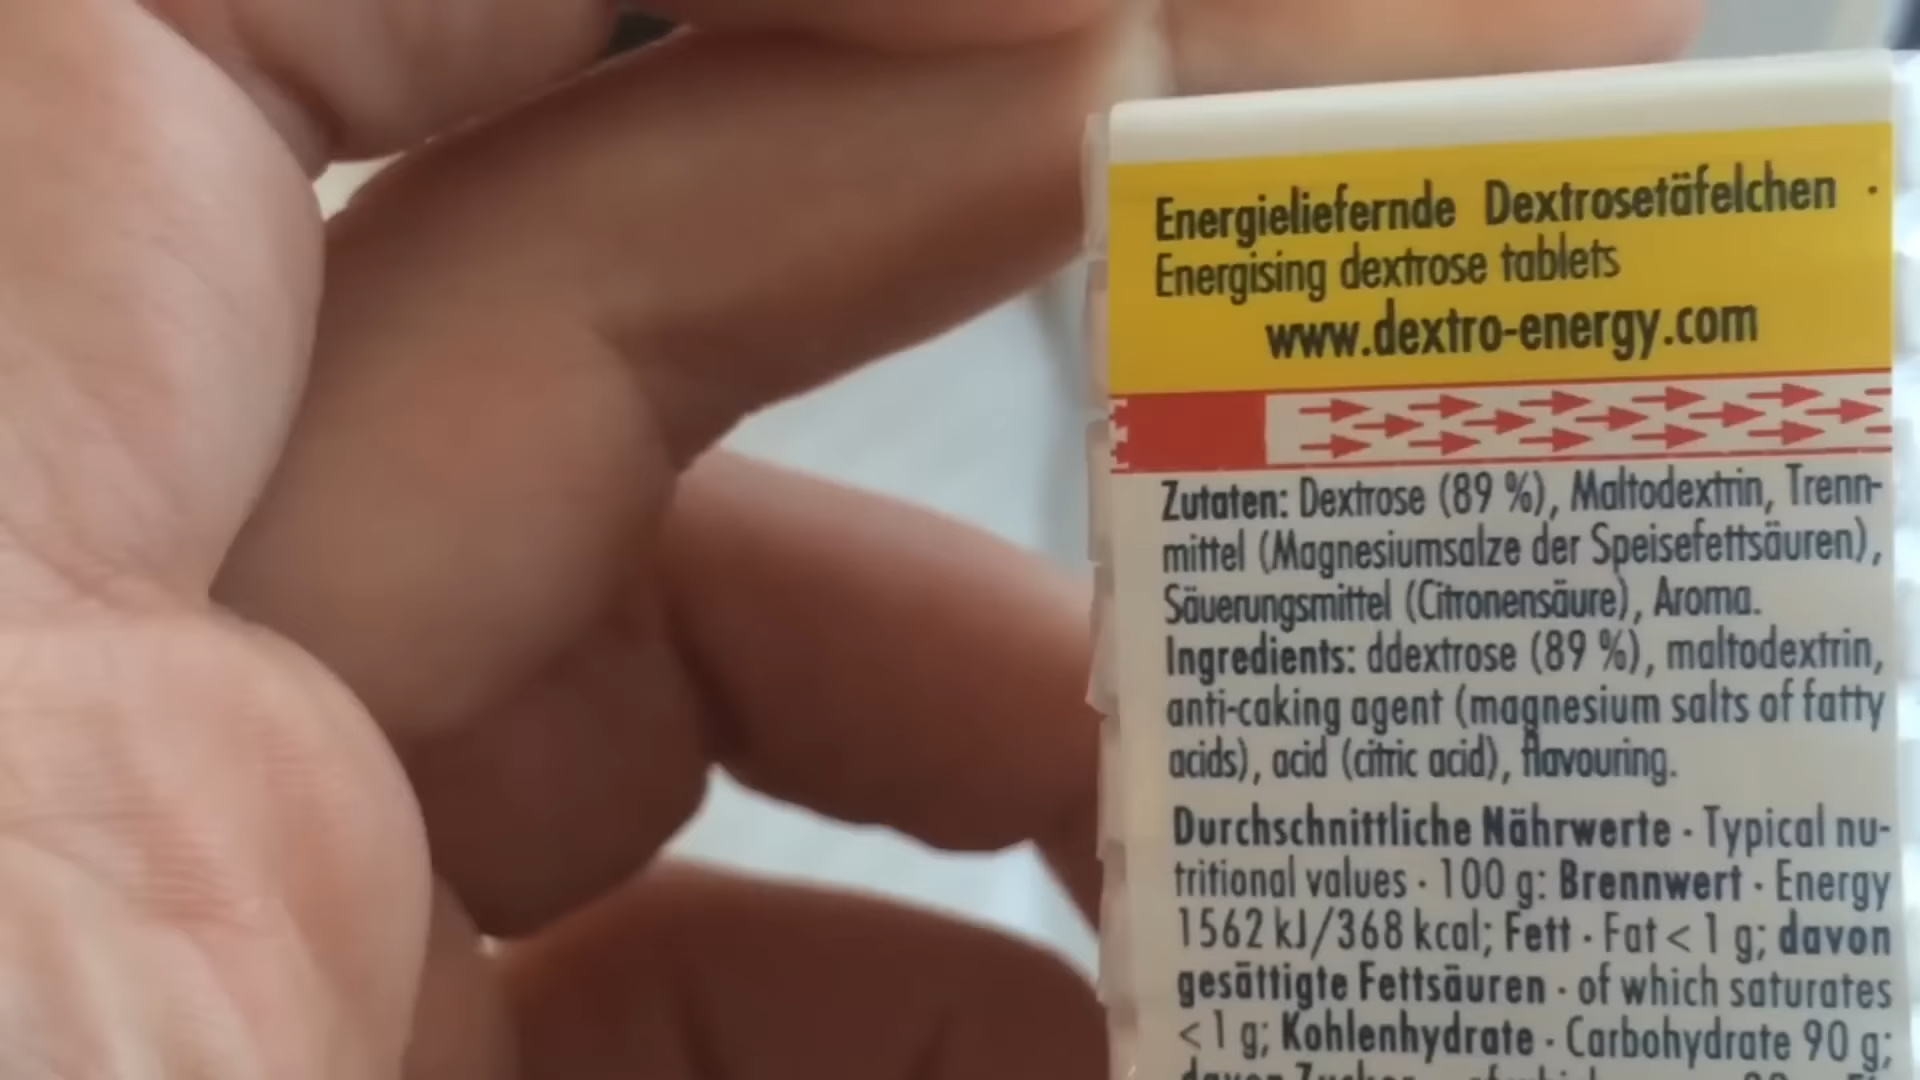 Energieliefernde Dextrosetäfelchen ·
Energising dextrose tablets
www.dextro-energy.com
Zutaten: Dextrose (89 %), Maltodextrin, Trenn-
mittel (Magnesiumsalze der Speisefettsäuren),
Säuerungsmittel (Citronensäure), Aroma.
Ingredients: ddextrose (89 %), maltodextrin,
anti-caking agent (magnesium salts of fatty
acids), acid (citric acid), flavouring.
Durchschnittliche Nährwerte · Typical nu-
tritional values · 100 g: Brennwert · Energy
1562 kJ/368 kcal; Fett · Fat < 1 g; davon
gesättigte Fettsäuren · of which saturates
< 1 g; Kohlenhydrate · Carbohydrate 90 g;
davon Zucker